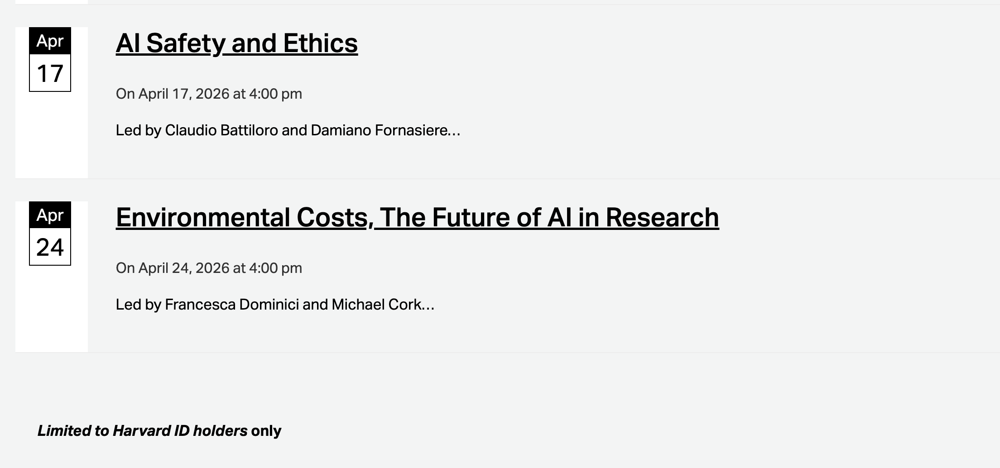 Apr
17
AI Safety and Ethics
On April 17, 2026 at 4:00 pm
Led by Claudio Battiloro and Damiano Fornasiere…
Apr
24
Environmental Costs, The Future of AI in Research
On April 24, 2026 at 4:00 pm
Led by Francesca Dominici and Michael Cork…
Limited to Harvard ID holders only